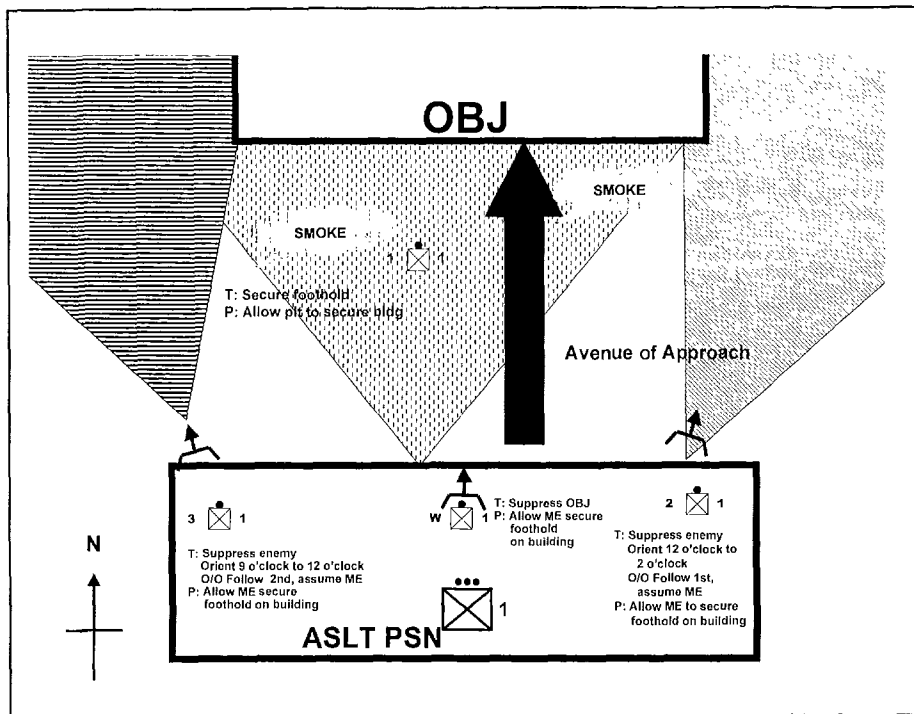 OBJ
SMOKE
SMOKE
1 1
T: Secure foothold
P: Allow plt to secure bldg
Avenue of Approach
3 1
T: Suppress enemy
Orient 9 o'clock to 12 o'clock
O/O Follow 2nd, assume ME
P: Allow ME secure
foothold on building
W 1
T: Suppress OBJ
P: Allow ME secure
foothold
on building
2 1
T: Suppress enemy
Orient 12 o'clock to
2 o'clock
O/O Follow 1st,
assume ME
P: Allow ME to secure
foothold on building
N
1
ASLT PSN